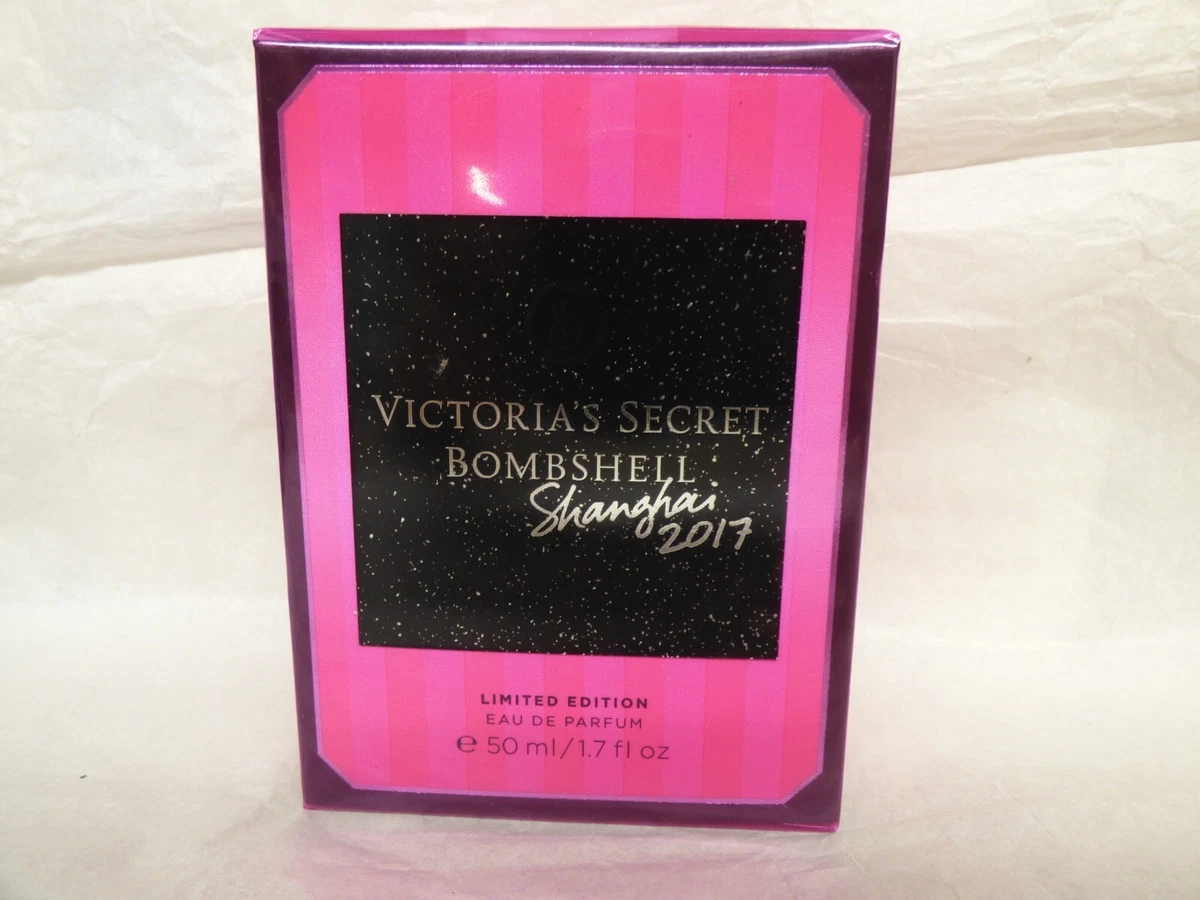 VICTORIA'S SECRET
BOMBSHELL
Shanghai
2017
LIMITED EDITION
EAU DE PARFUM
e 50 ml/1.7 fl oz